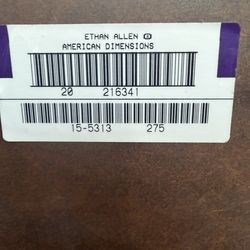 ETHAN ALLEN
AMERICAN DIMENSIONS
20 216341
15-5313 275